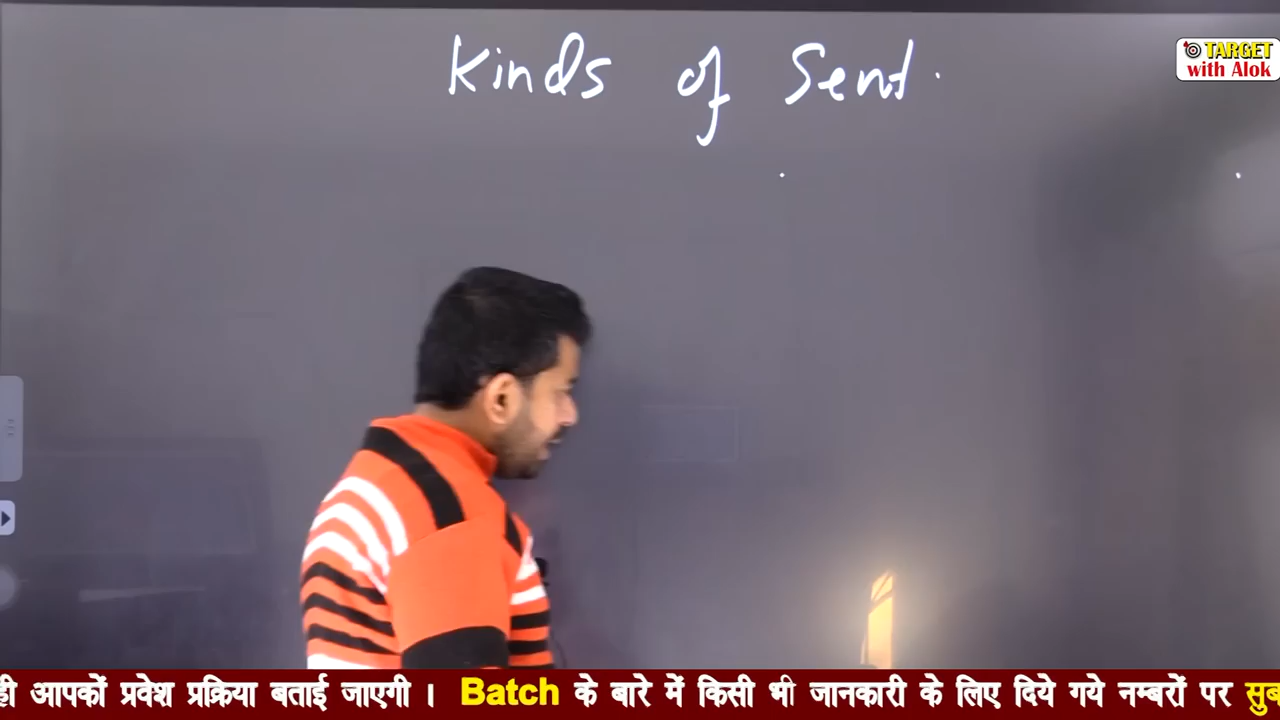 Kinds of Sent.
TARGET
with Alok
ही आपकों प्रवेश प्रक्रिया बताई जाएगी । Batch के बारे में किसी भी जानकारी के लिए दिये गये नम्बरों पर सुब